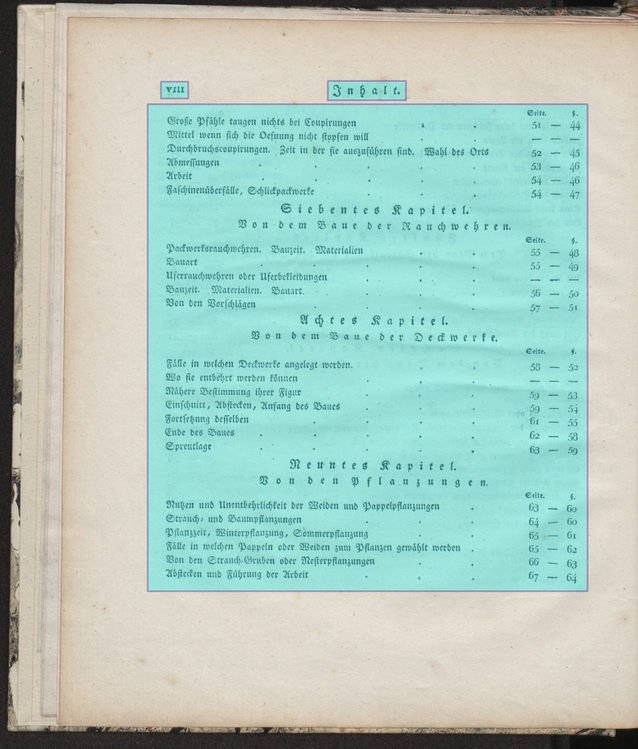 VIII Inhalt.
Seite. §.
Große Pfähle taugen nichts bei Coupirungen . . 51 — 44
Mittel wenn sich die Oefnung nicht stopfen will . . — — —
Durchbruchscoupirungen. Zeit in der sie auszuführen sind. Wahl des Orts 52 — 45
Abmessungen . . . . . 53 — 46
Arbeit . . . . . 54 — 46
Faschinenüberfälle, Schlickpackwerke . . . 54 — 47
Siebentes Kapitel.
Von dem Baue der Rauchwehren.
Seite. §.
Packwerksrauchwehren. Bauzeit. Materialien . . 55 — 48
Bauart . . . . . 55 — 49
Uferrauchwehren oder Uferbekleidungen . . . — — —
Bauzeit. Materialien. Bauart. . . . 56 — 50
Von den Vorschlägen . . . . 57 — 51
Achtes Kapitel.
Von dem Baue der Deckwerke.
Seite. §.
Fälle in welchen Deckwerke angelegt werden. . . 58 — 52
Wo sie entbehrt werden können . . . — — —
Nähere Bestimmung ihrer Figur . . . 59 — 53
Einschnitt, Abstecken, Anfang des Baues . . . 59 — 54
Fortsetzung desselben . . . . 61 — 55
Ende des Baues . . . . . 62 — 58
Spreutlage . . . . . 63 — 59
Neuntes Kapitel.
Von den Pflanzungen.
Seite. §.
Nutzen und Unentbehrlichkeit der Weiden und Pappelpflanzungen . 63 — 60
Strauch- und Baumpflanzungen . . . 64 — 60
Pflanzzeit, Winterpflanzung, Sommerpflanzung . . 65 — 61
Fälle in welchen Pappeln oder Weiden zum Pflanzen gewählt werden . 65 — 62
Von den Strauch-Gruben oder Nesterpflanzungen . . 66 — 63
Abstecken und Führung der Arbeit . . . 67 — 64